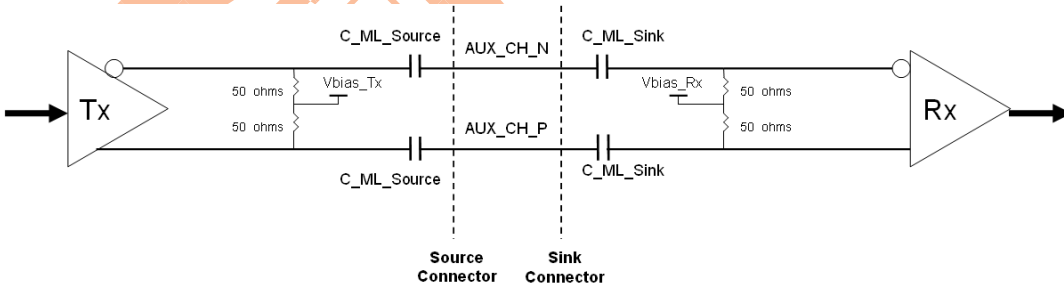 C_ML_Source
AUX_CH_N
C_ML_Sink
Tx
50 ohms
Vbias_Tx
50 ohms
Vbias_Rx
50 ohms
50 ohms
Rx
AUX_CH_P
C_ML_Source
C_ML_Sink
Source
Connector
Sink
Connector